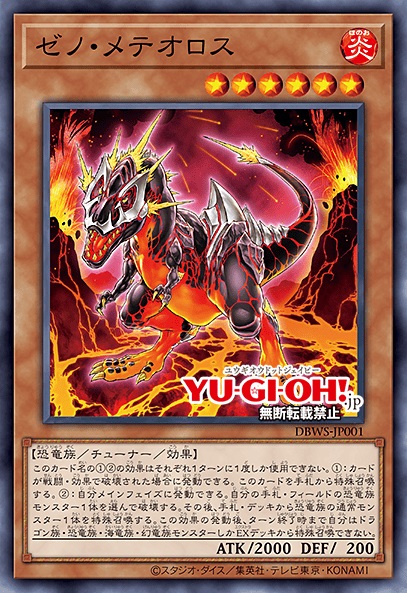 ゼノ・メテオロス
ほのお
炎
ユウギオウドットジェイピー
YU-GI-OH!.jp
無断転載禁止
DBWS-JP001
【恐竜族／チューナー／効果】
このカード名の①②の効果はそれぞれ1ターンに1度しか使用できない。①：カード
が戦闘・効果で破壊された場合に発動できる。このカードを手札から特殊召喚
する。②：自分メインフェイズに発動できる。自分の手札・フィールドの恐竜族
モンスター1体を選んで破壊する。その後、手札・デッキから恐竜族の通常モン
スター1体を特殊召喚する。この効果の発動後、ターン終了時まで自分はドラ
ゴン族・恐竜族・海竜族・幻竜族モンスターしかEXデッキから特殊召喚できない。
ATK/2000 DEF/ 200
©スタジオ・ダイス／集英社・テレビ東京・KONAMI